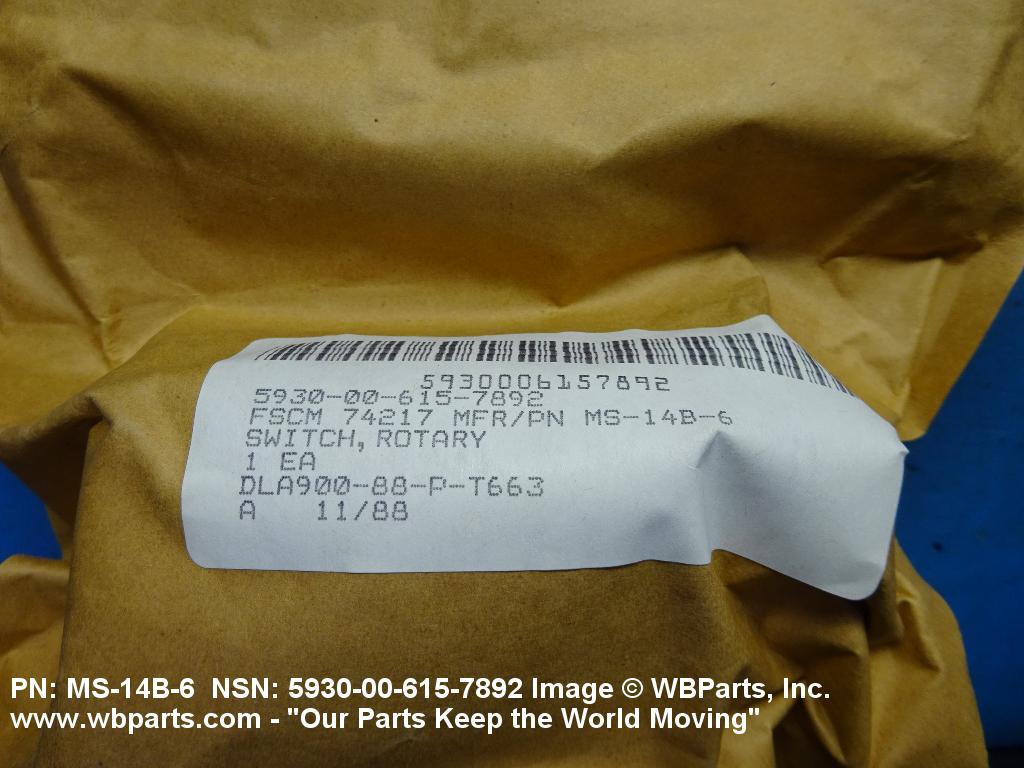 5930006157892
5930-00-615-7892
FSCM 74217 MFR/PN MS-14B-6
SWITCH,ROTARY
1 EA
DLA900-88-P-T663
A 11/88
PN: MS-14B-6 NSN: 5930-00-615-7892 Image © WBParts, Inc.
www.wbparts.com - "Our Parts Keep the World Moving"